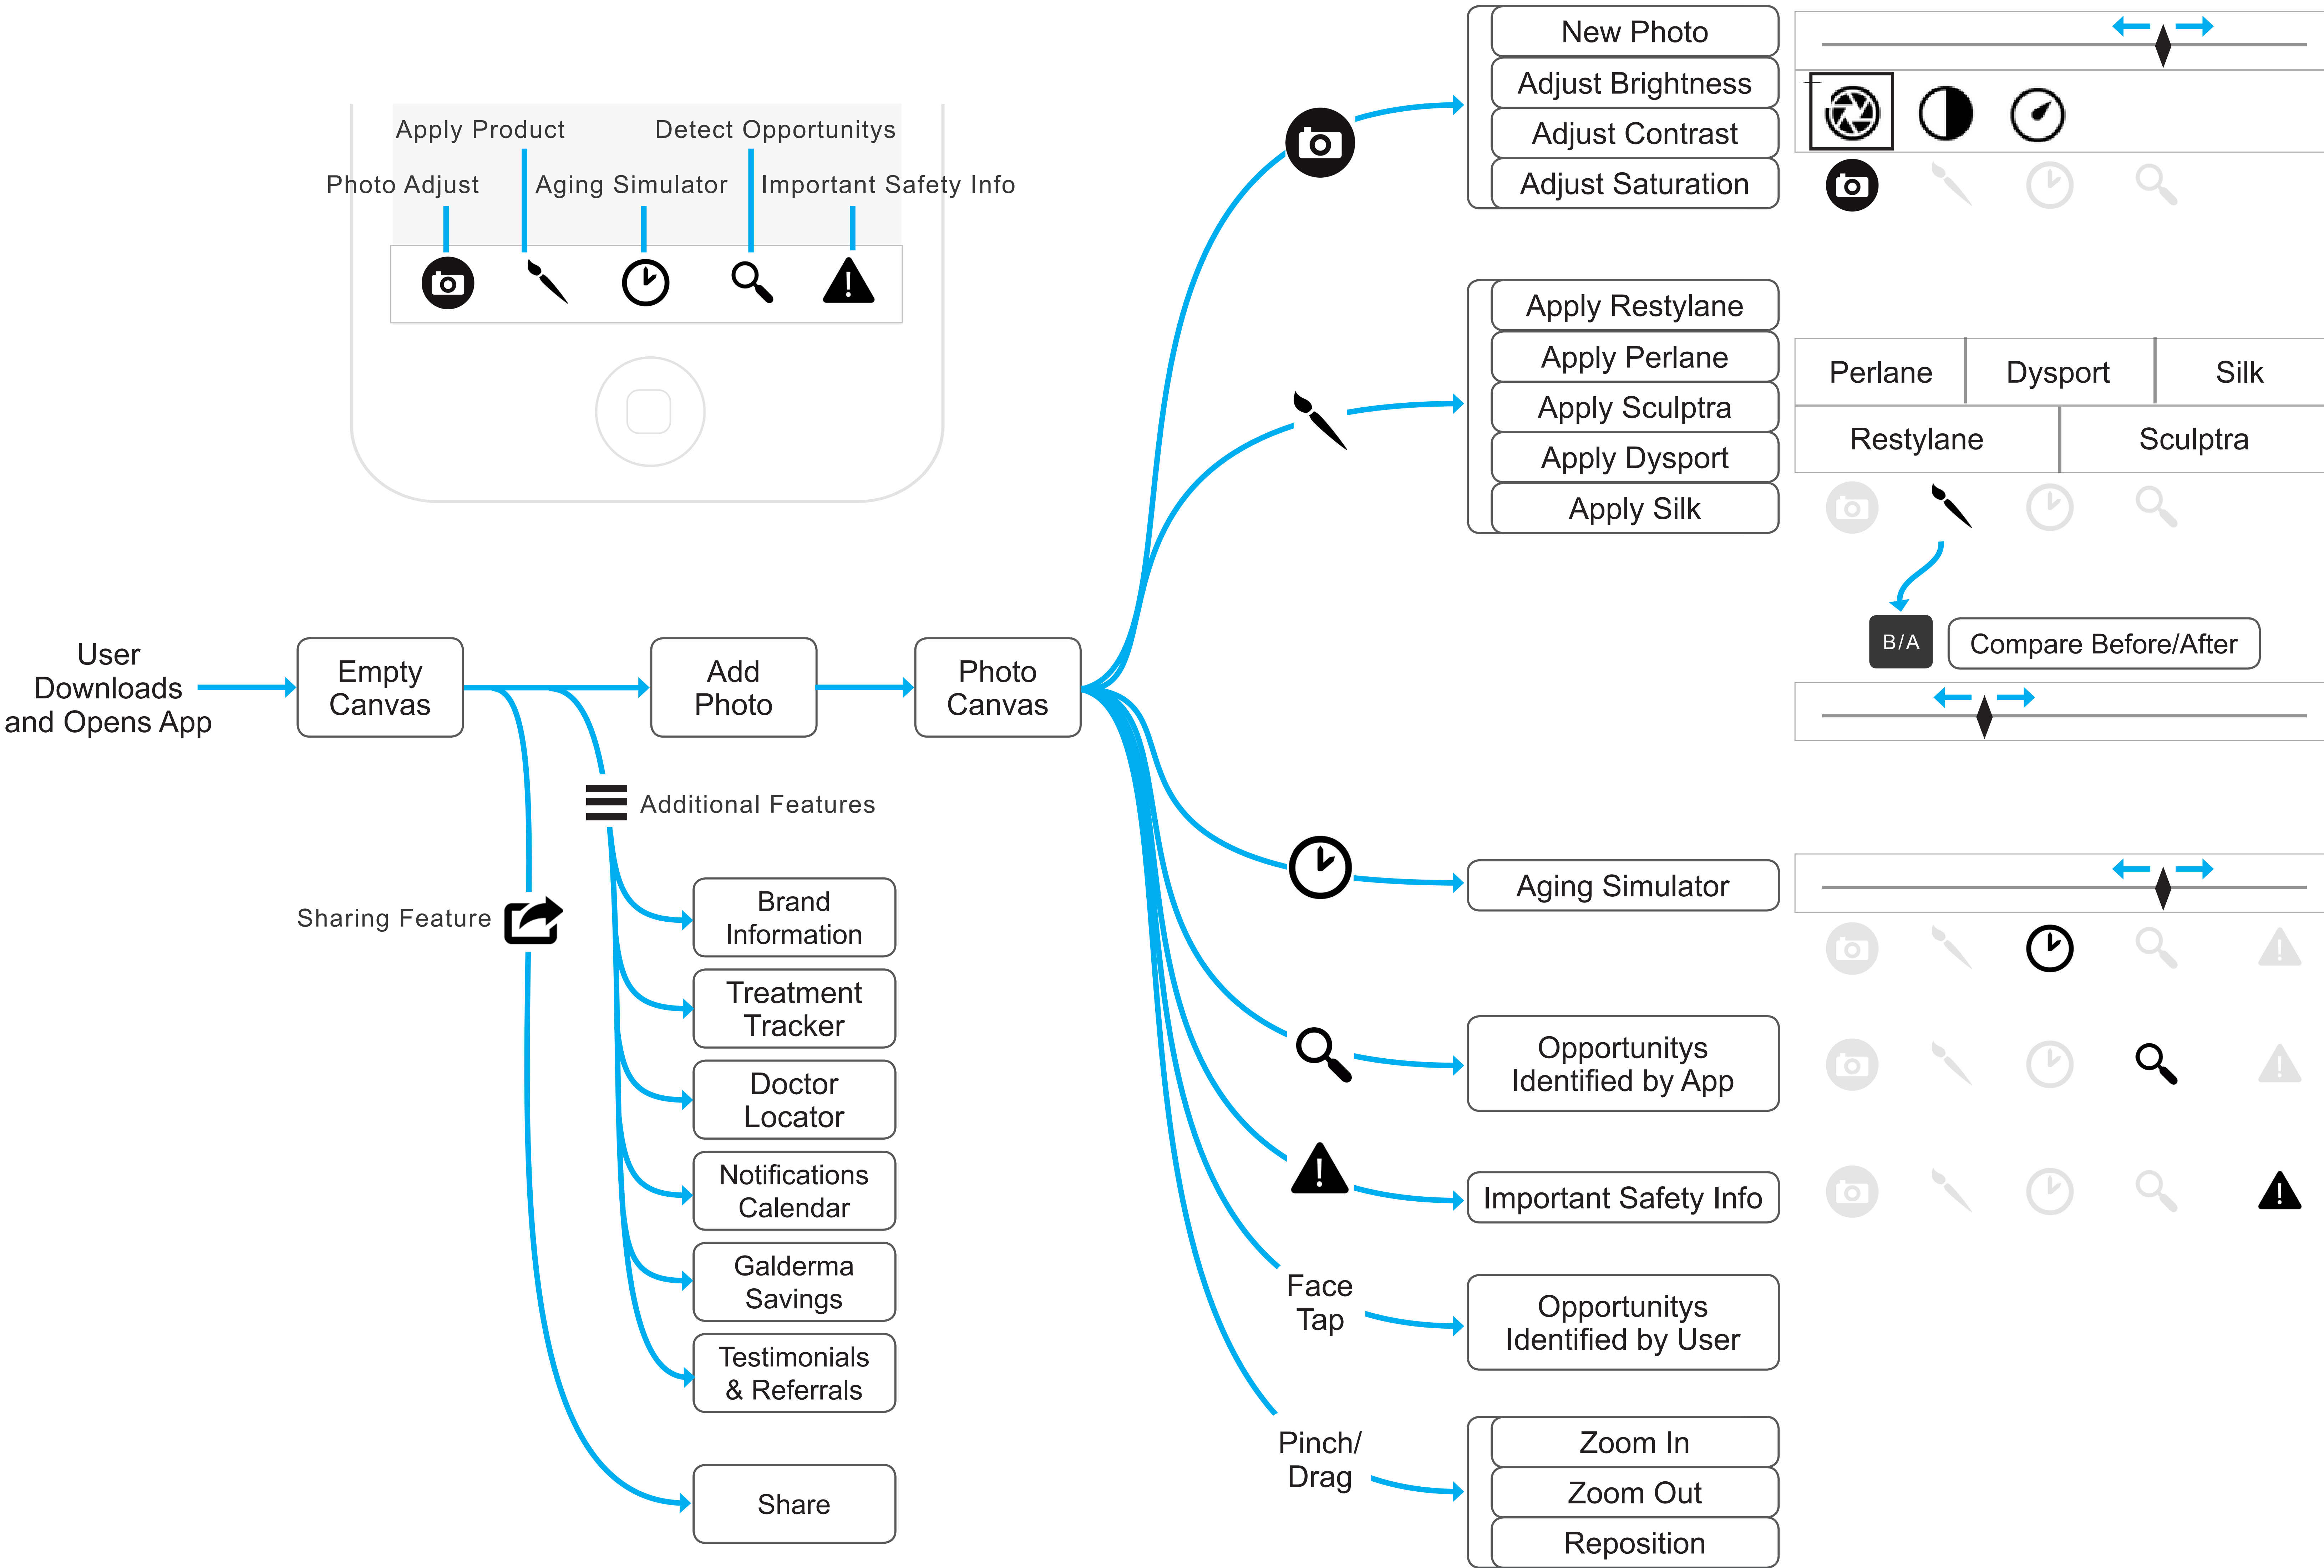 Apply Product
Detect Opportunitys
Photo Adjust
Aging Simulator
Important Safety Info
User
Downloads
and Opens App
Empty
Canvas
Add
Photo
Photo
Canvas
Additional Features
Sharing Feature
Brand
Information
Treatment
Tracker
Doctor
Locator
Notifications
Calendar
Galderma
Savings
Testimonials
& Referrals
Share
New Photo
Adjust Brightness
Adjust Contrast
Adjust Saturation
Apply Restylane
Apply Perlane
Apply Sculptra
Apply Dysport
Apply Silk
Perlane
Dysport
Silk
Restylane
Sculptra
B/A
Compare Before/After
Aging Simulator
Opportunitys
Identified by App
Important Safety Info
Face
Tap
Opportunitys
Identified by User
Pinch/
Drag
Zoom In
Zoom Out
Reposition